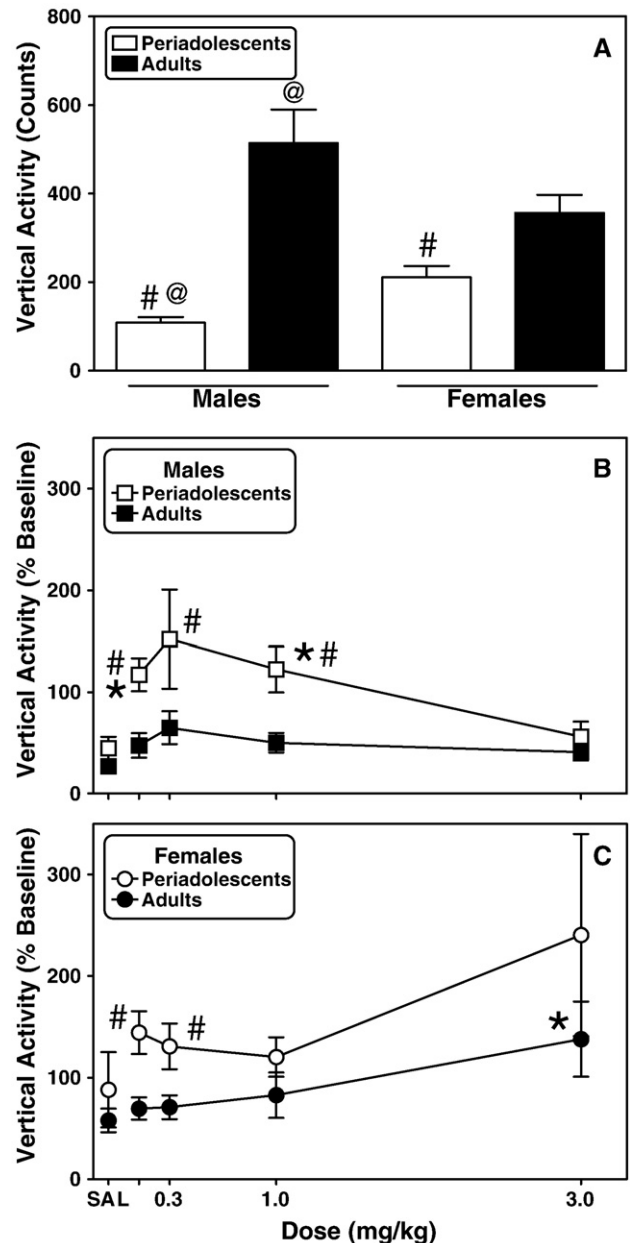 800
600
400
200
0
Vertical Activity (Counts)
Periadolescents
Adults
A
# @
@
#
Males
Females
300
200
100
0
Vertical Activity (% Baseline)
Males
Periadolescents
Adults
B
#
*
#
* #
300
200
100
0
Vertical Activity (% Baseline)
Females
Periadolescents
Adults
C
#
#
*
SAL 0.3 1.0 3.0
Dose (mg/kg)